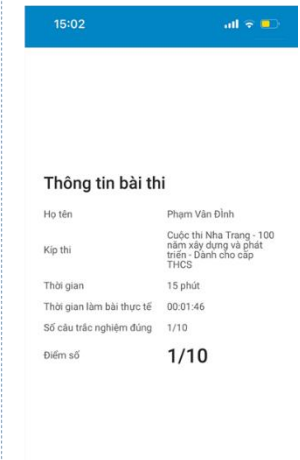 15:02
Thông tin bài thi
Họ tên Phạm Văn Đình
Kíp thi Cuộc thi Nha Trang - 100
năm xây dựng và phát
triển - Dành cho cấp
THCS
Thời gian 15 phút
Thời gian làm bài thực tế 00:01:46
Số câu trắc nghiệm đúng 1/10
Điểm số 1/10